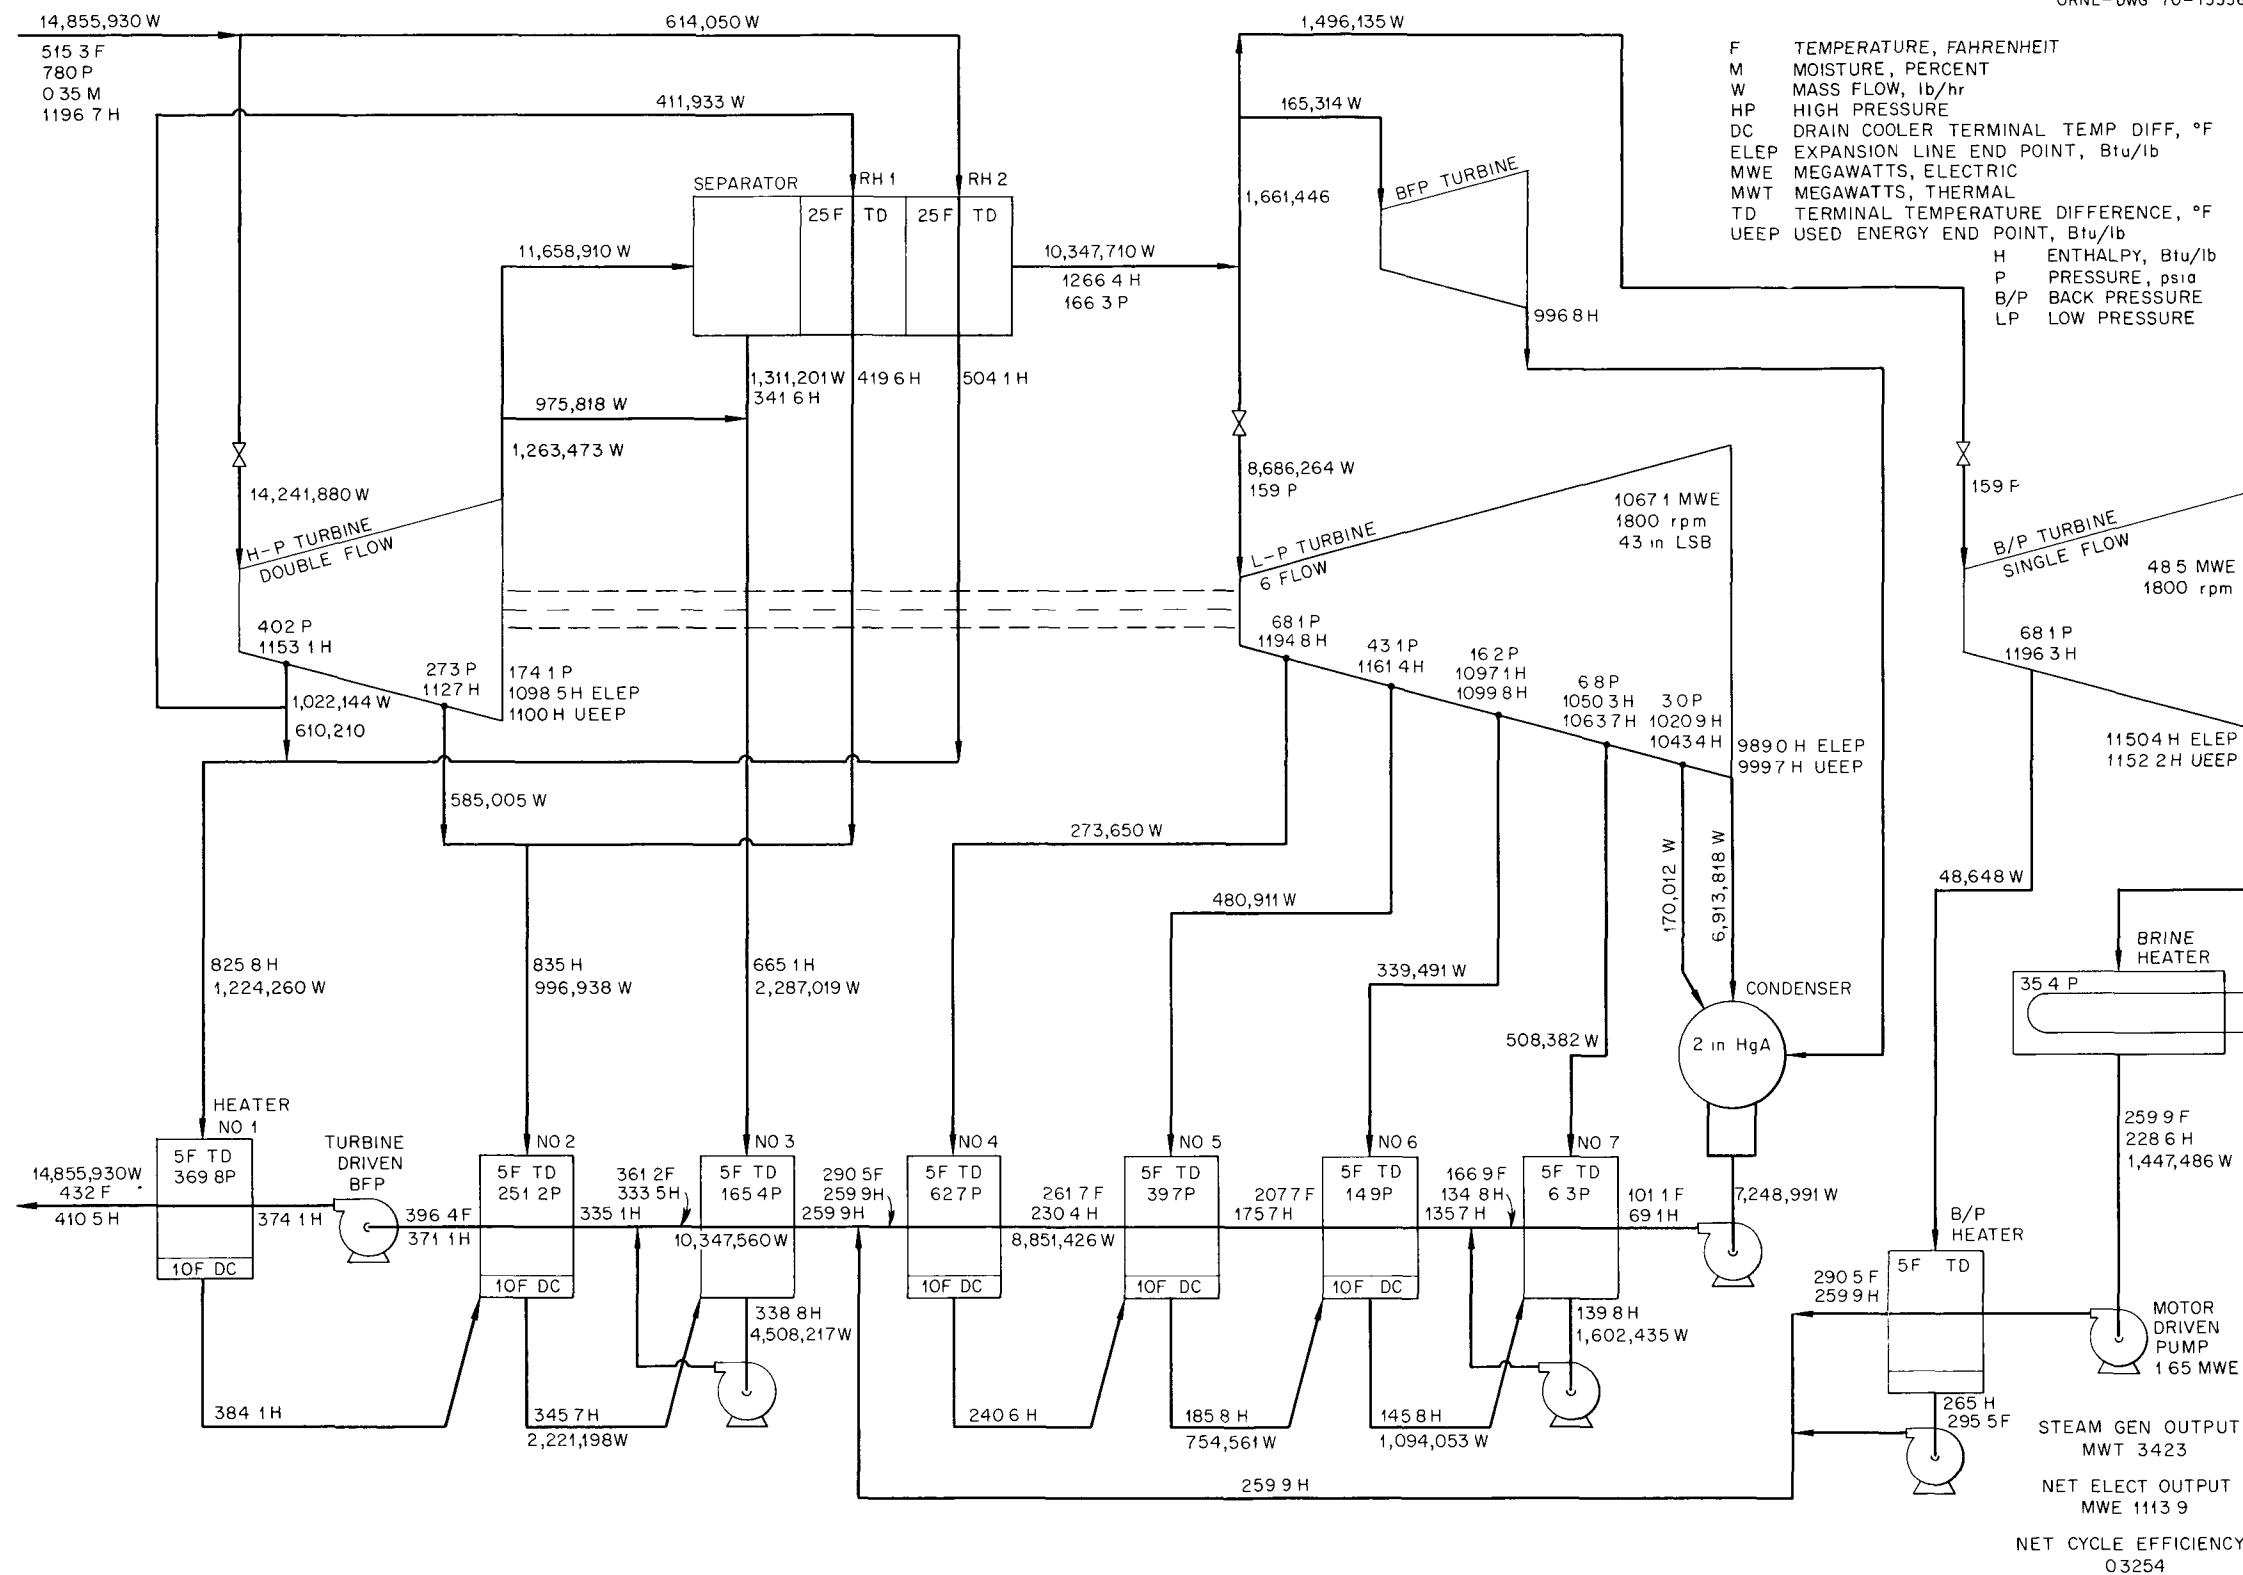 14,855,930 W
515 3 F
780 P
0 35 M
1196 7 H
614,050 W
411,933 W
1,496,135 W
165,314 W
1,661,446
F TEMPERATURE, FAHRENHEIT
M MOISTURE, PERCENT
W MASS FLOW, lb/hr
HP HIGH PRESSURE
DC DRAIN COOLER TERMINAL TEMP DIFF, °F
ELEP EXPANSION LINE END POINT, Btu/lb
MWE MEGAWATTS, ELECTRIC
MWT MEGAWATTS, THERMAL
TD TERMINAL TEMPERATURE DIFFERENCE, °F
UEEP USED ENERGY END POINT, Btu/lb
H ENTHALPY, Btu/lb
P PRESSURE, psia
B/P BACK PRESSURE
LP LOW PRESSURE
SEPARATOR
RH 1
RH 2
25 F TD
25 F TD
BFP TURBINE
996 8 H
11,658,910 W
10,347,710 W
1266 4 H
166 3 P
1,311,201 W
341 6 H
419 6 H
504 1 H
975,818 W
1,263,473 W
14,241,880 W
H-P TURBINE
DOUBLE FLOW
8,686,264 W
159 P
L-P TURBINE
6 FLOW
1067 1 MWE
1800 rpm
43 in LSB
159 P
B/P TURBINE
SINGLE FLOW
48 5 MWE
1800 rpm
402 P
1153 1 H
273 P
1127 H
174 1 P
1098 5 H ELEP
1100 H UEEP
1,022,144 W
610,210
585,005 W
68 1 P
1194 8 H
43 1 P
1161 4 H
16 2 P
1097 1 H
1099 8 H
6 8 P
1050 3 H
1063 7 H
3 0 P
1020 9 H
1043 4 H
989 0 H ELEP
999 7 H UEEP
68 1 P
1196 3 H
1150 4 H ELEP
1152 2 H UEEP
273,650 W
480,911 W
339,491 W
508,382 W
170,012 W
6,913,818 W
48,648 W
825 8 H
1,224,260 W
835 H
996,938 W
665 1 H
2,287,019 W
CONDENSER
2 in HgA
BRINE
HEATER
35 4 P
259 9 F
228 6 H
1,447,486 W
HEATER
NO 1
5F TD
369 8P
10F DC
14,855,930W
432 F
410 5 H
374 1 H
TURBINE
DRIVEN
BFP
396 4 F
371 1H
NO 2
5F TD
251 2P
10F DC
335 1H
361 2F
333 5H
NO 3
5F TD
165 4P
10,347,560 W
290 5F
259 9H
NO 4
5F TD
62 7 P
10F DC
261 7 F
230 4 H
8,851,426 W
NO 5
5F TD
39 7P
10F DC
207 7 F
175 7 H
NO 6
5F TD
14 9P
10F DC
135 7 H
166 9 F
134 8 H
NO 7
5F TD
6 3P
101 1 F
69 1 H
7,248,991 W
384 1 H
345 7 H
2,221,198W
338 8 H
4,508,217W
240 6 H
185 8 H
754,561 W
145 8 H
1,094,053 W
139 8 H
1,602,435 W
259 9 H
B/P
HEATER
5F TD
290 5 F
259 9 H
265 H
295 5 F
MOTOR
DRIVEN
PUMP
1 65 MWE
STEAM GEN OUTPUT
MWT 3423
NET ELECT OUTPUT
MWE 1113 9
NET CYCLE EFFICIENCY
0 3254